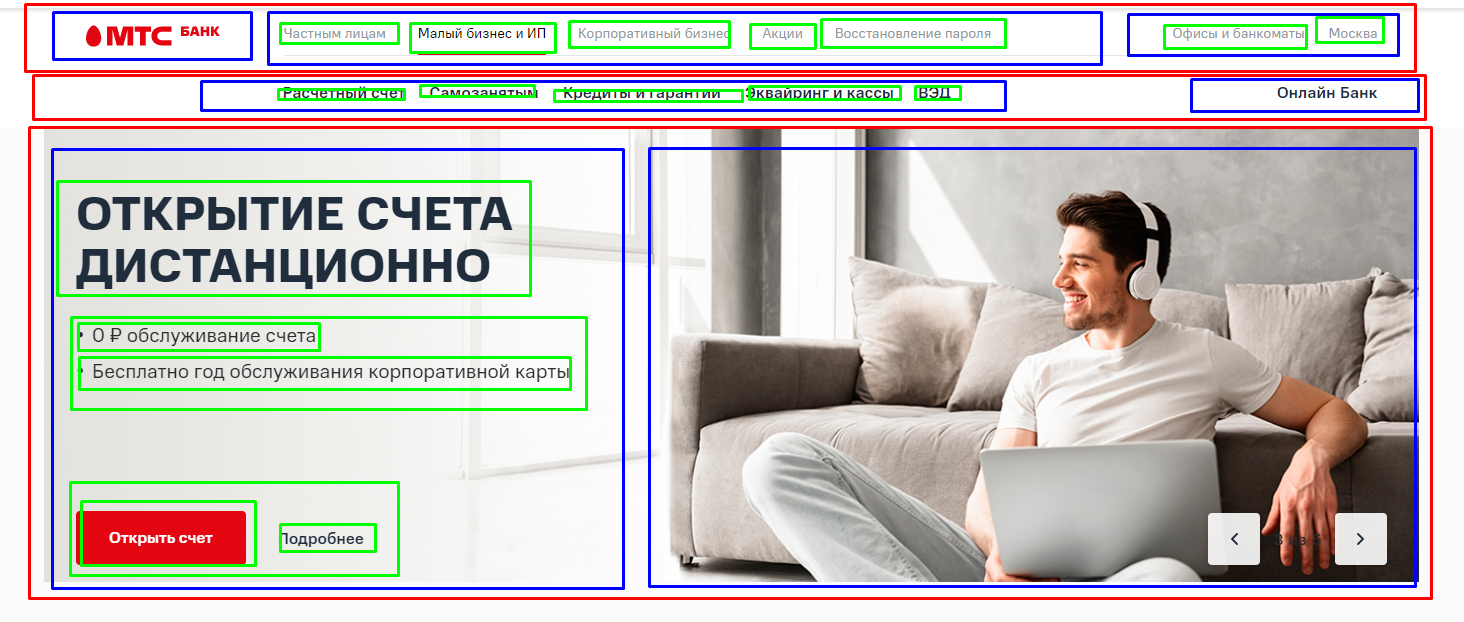 МТС БАНК
Частным лицам Малый бизнес и ИП Корпоративный бизнес Акции Восстановление пароля Офисы и банкоматы Москва
Расчетный счет Самозанятым Кредиты и гарантии Эквайринг и кассы ВЭД Онлайн Банк
ОТКРЫТИЕ СЧЕТА
ДИСТАНЦИОННО
• 0 ₽ обслуживание счета
• Бесплатно год обслуживания корпоративной карты
Открыть счет Подробнее
3 из 5